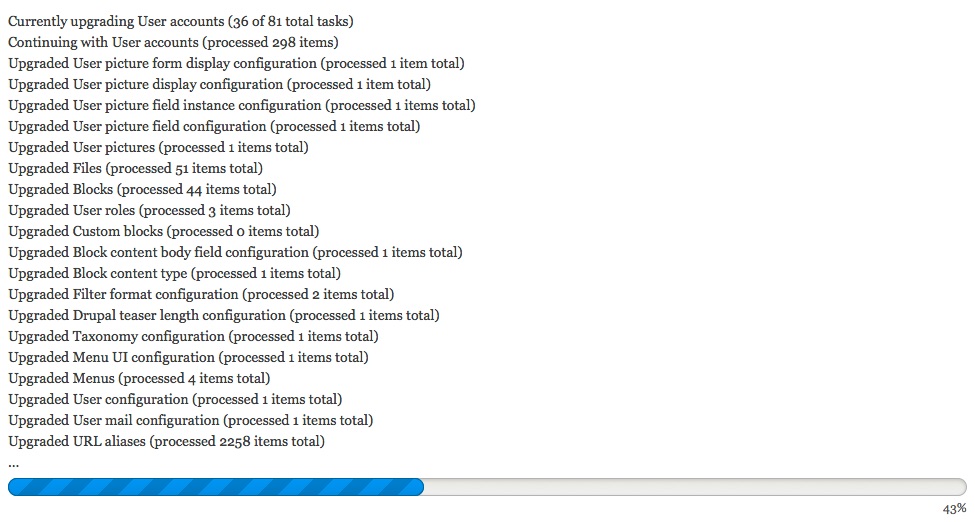 Currently upgrading User accounts (36 of 81 total tasks)
Continuing with User accounts (processed 298 items)
Upgraded User picture form display configuration (processed 1 item total)
Upgraded User picture display configuration (processed 1 item total)
Upgraded User picture field instance configuration (processed 1 items total)
Upgraded User picture field configuration (processed 1 items total)
Upgraded User pictures (processed 1 items total)
Upgraded Files (processed 51 items total)
Upgraded Blocks (processed 44 items total)
Upgraded User roles (processed 3 items total)
Upgraded Custom blocks (processed 0 items total)
Upgraded Block content body field configuration (processed 1 items total)
Upgraded Block content type (processed 1 items total)
Upgraded Filter format configuration (processed 2 items total)
Upgraded Drupal teaser length configuration (processed 1 items total)
Upgraded Taxonomy configuration (processed 1 items total)
Upgraded Menu UI configuration (processed 1 items total)
Upgraded Menus (processed 4 items total)
Upgraded User configuration (processed 1 items total)
Upgraded User mail configuration (processed 1 items total)
Upgraded URL aliases (processed 2258 items total)
...
43%